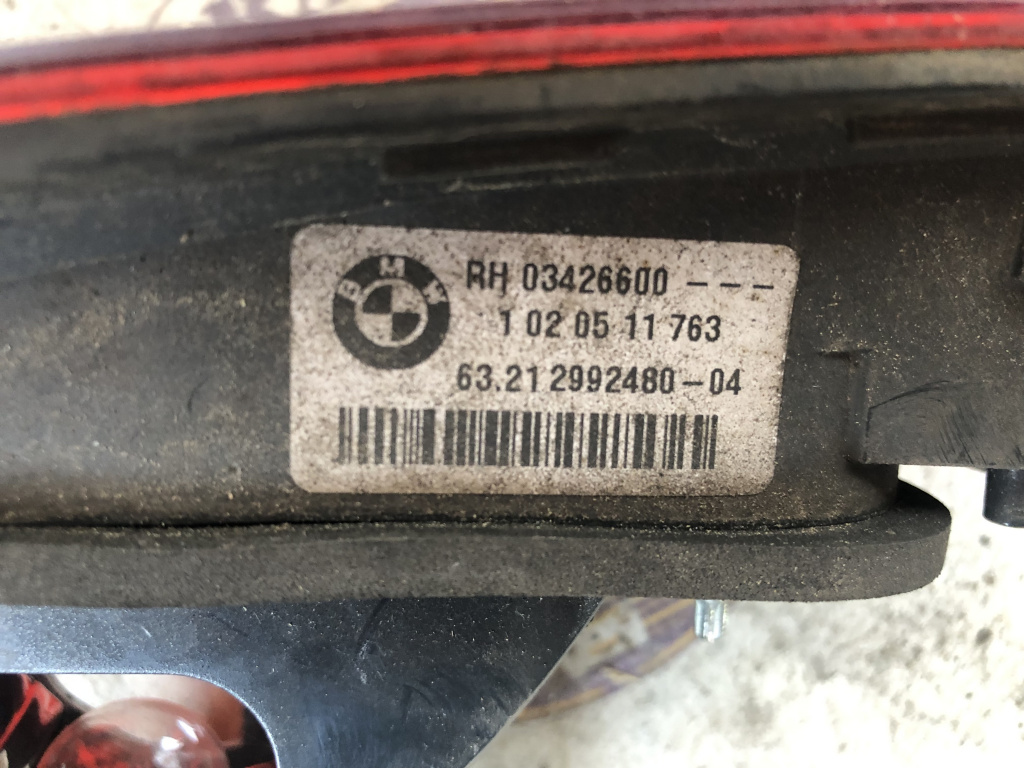 BMW
RH 03426600 ---
1 02 05 11 763
63.21 2992480-04